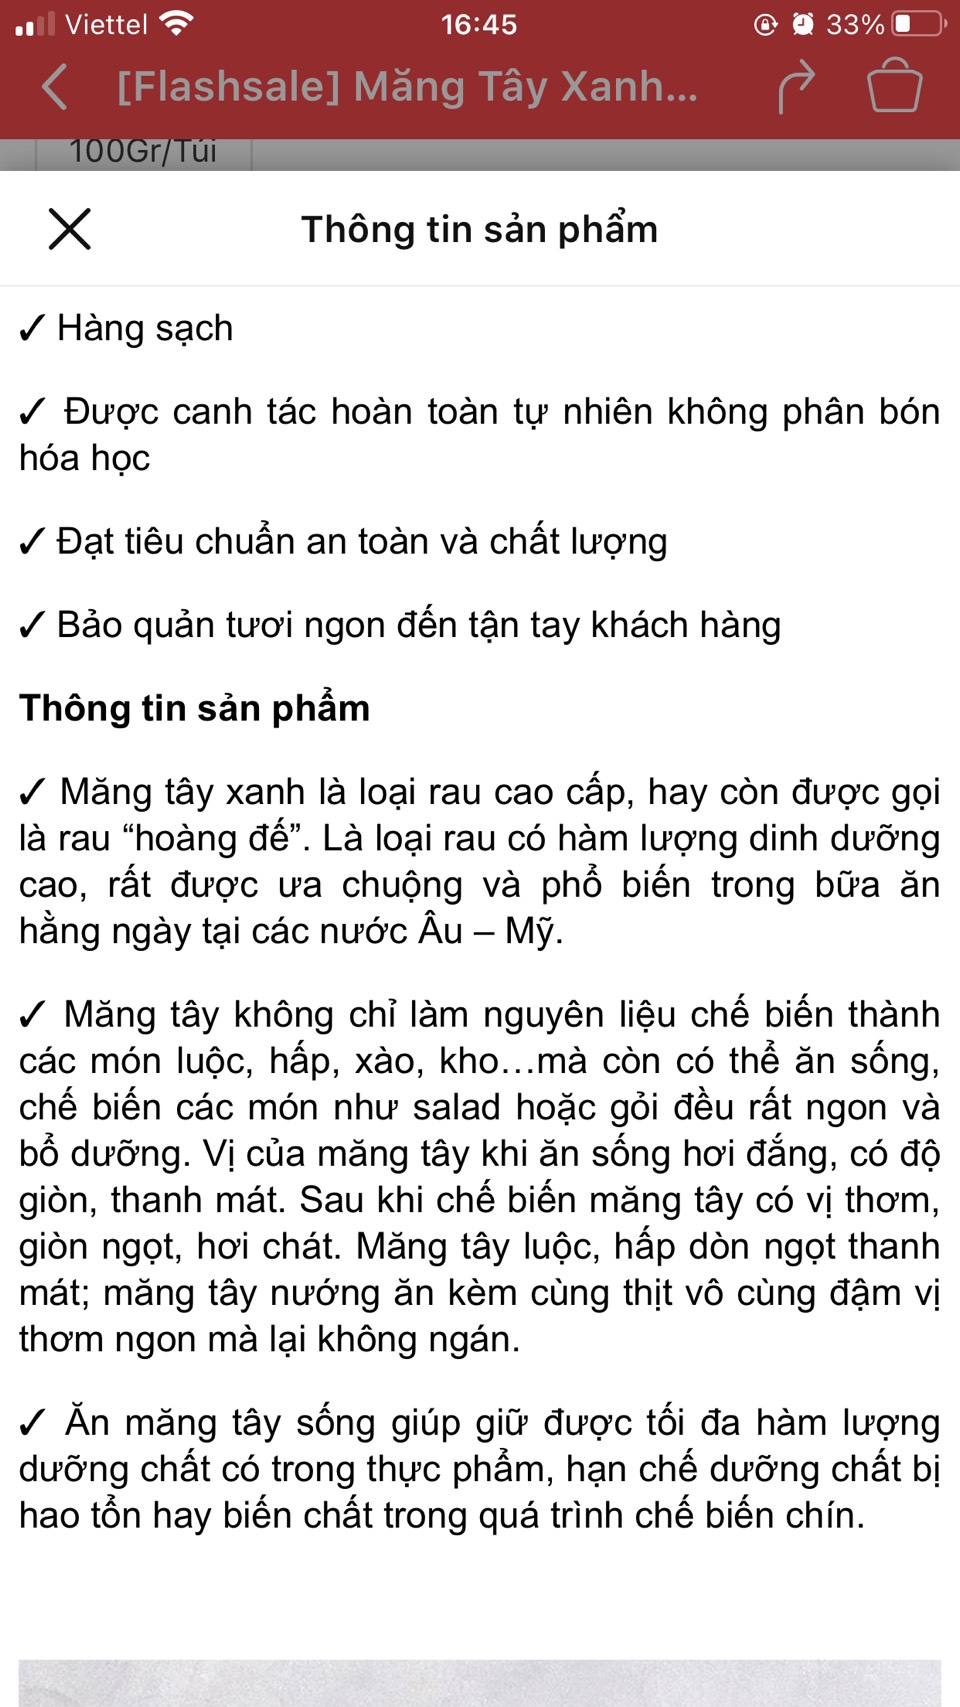 Viettel 16:45 33%
[Flashsale] Măng Tây Xanh...
100Gr/Túi
Thông tin sản phẩm
✓ Hàng sạch
✓ Được canh tác hoàn toàn tự nhiên không phân bón
hóa học
✓ Đạt tiêu chuẩn an toàn và chất lượng
✓ Bảo quản tươi ngon đến tận tay khách hàng
Thông tin sản phẩm
✓ Măng tây xanh là loại rau cao cấp, hay còn được gọi
là rau “hoàng đế”. Là loại rau có hàm lượng dinh dưỡng
cao, rất được ưa chuộng và phổ biến trong bữa ăn
hằng ngày tại các nước Âu – Mỹ.
✓ Măng tây không chỉ làm nguyên liệu chế biến thành
các món luộc, hấp, xào, kho…mà còn có thể ăn sống,
chế biến các món như salad hoặc gỏi đều rất ngon và
bổ dưỡng. Vị của măng tây khi ăn sống hơi đắng, có độ
giòn, thanh mát. Sau khi chế biến măng tây có vị thơm,
giòn ngọt, hơi chát. Măng tây luộc, hấp dòn ngọt thanh
mát; măng tây nướng ăn kèm cùng thịt vô cùng đậm vị
thơm ngon mà lại không ngán.
✓ Ăn măng tây sống giúp giữ được tối đa hàm lượng
dưỡng chất có trong thực phẩm, hạn chế dưỡng chất bị
hao tổn hay biến chất trong quá trình chế biến chín.